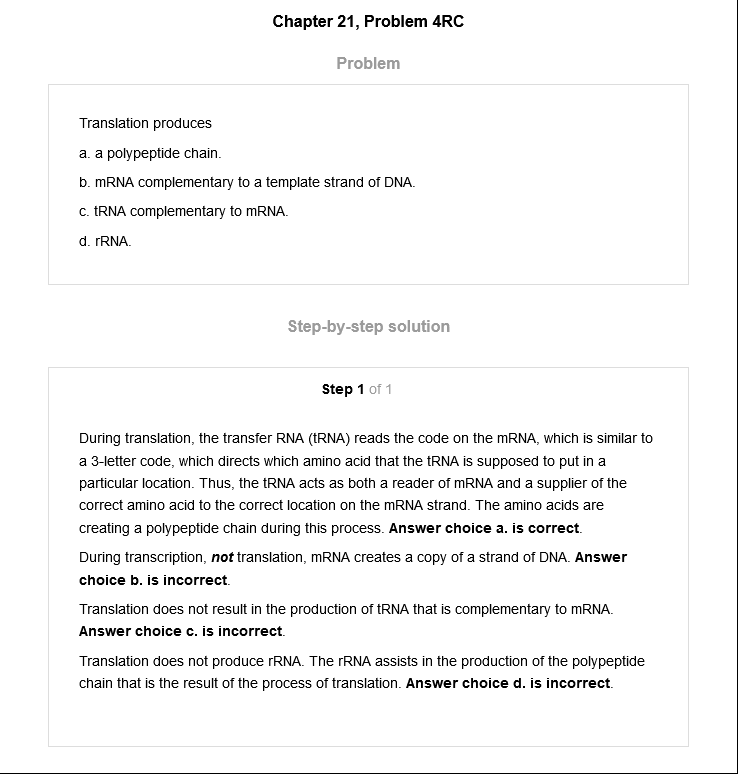 Chapter 21, Problem 4RC
Problem
Translation produces
a. a polypeptide chain.
b. mRNA complementary to a template strand of DNA.
c. tRNA complementary to mRNA.
d. rRNA.
Step-by-step solution
Step 1 of 1
During translation, the transfer RNA (tRNA) reads the code on the mRNA, which is similar to
a 3-letter code, which directs which amino acid that the tRNA is supposed to put in a
particular location. Thus, the tRNA acts as both a reader of mRNA and a supplier of the
correct amino acid to the correct location on the mRNA strand. The amino acids are
creating a polypeptide chain during this process. Answer choice a. is correct.
During transcription, not translation, mRNA creates a copy of a strand of DNA. Answer
choice b. is incorrect.
Translation does not result in the production of tRNA that is complementary to mRNA.
Answer choice c. is incorrect.
Translation does not produce rRNA. The rRNA assists in the production of the polypeptide
chain that is the result of the process of translation. Answer choice d. is incorrect.